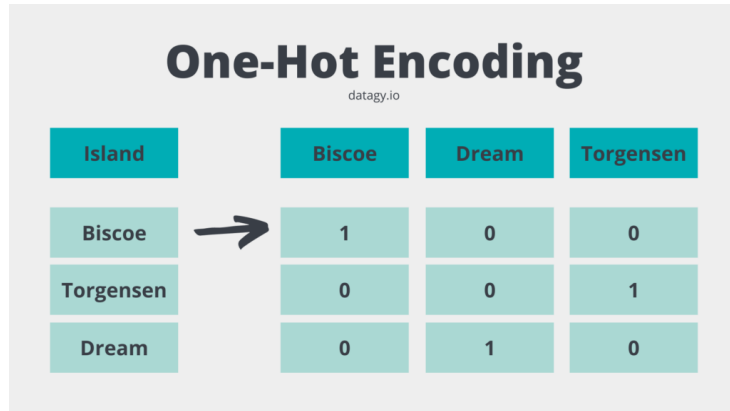 One-Hot Encoding
datagy.io
Island Biscoe Dream Torgensen
Biscoe 1 0 0
Torgensen 0 0 1
Dream 0 1 0